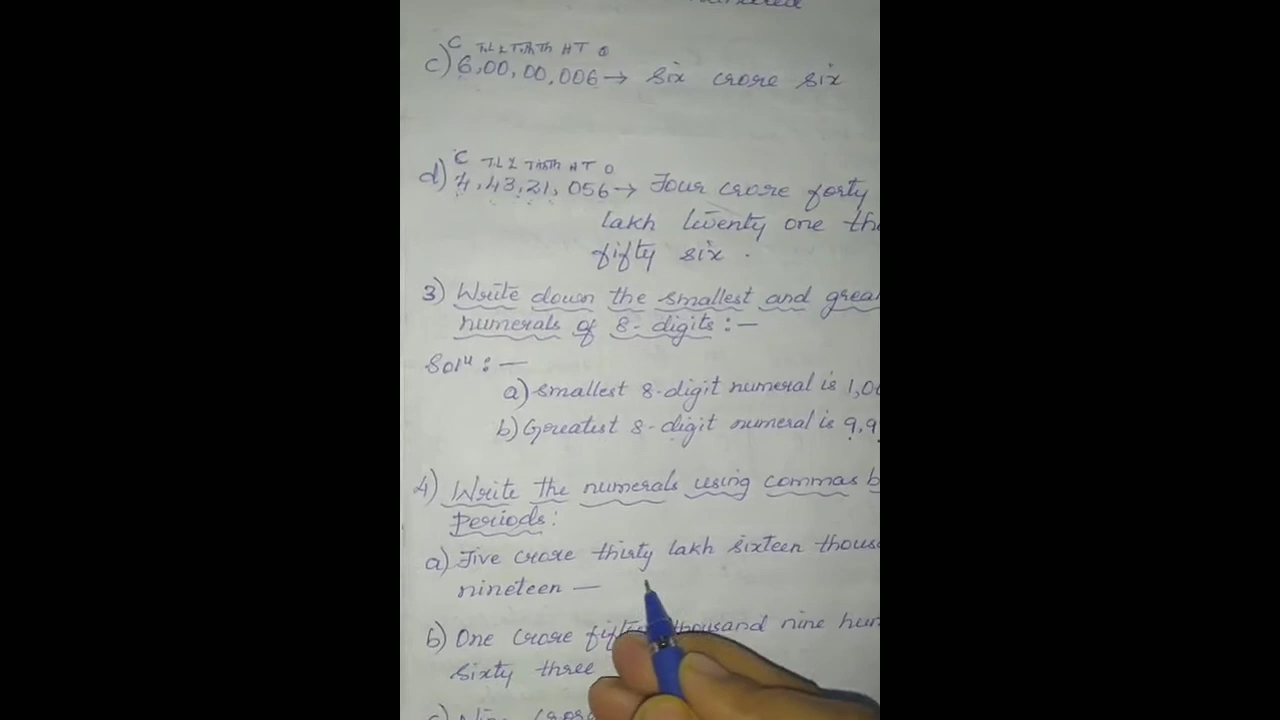 C TL L TTh Th H T O
c) 6,00,00,006 → six crore six
C TL L TTh Th H T O
d) 4,43,21,056 → Four crore forty
lakh twenty one
fifty six.
3) Write down the smallest and
numerals of 8-digits :—
Solⁿ :—
a) smallest 8-digit numeral is
b) Greatest 8-digit numeral is
4) Write the numerals using commas
periods:
a) Five crore thirty lakh sixteen
nineteen —
b) One crore thousand nine
sixty three